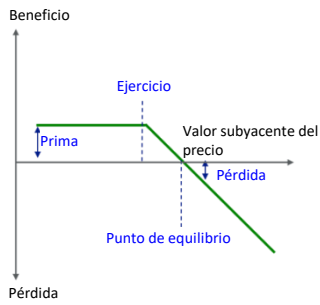 Beneficio
Ejercicio
Prima
Valor subyacente del
precio
Pérdida
Punto de equilibrio
Pérdida